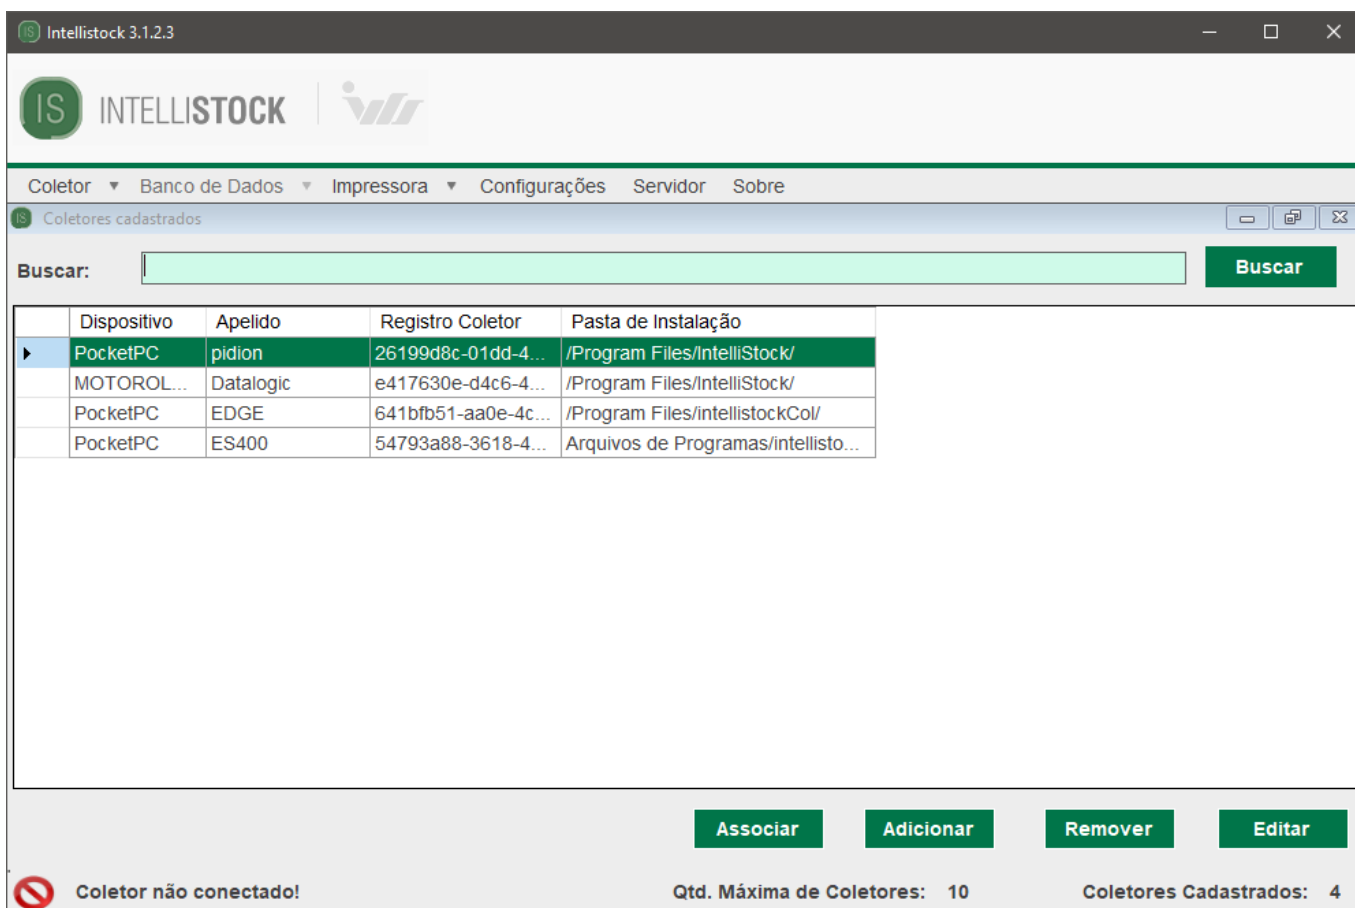 Intellistock 3.1.2.3
IS INTELLISTOCK
Coletor Banco de Dados Impressora Configurações Servidor Sobre
Coletores cadastrados
Buscar: Buscar
Dispositivo Apelido Registro Coletor Pasta de Instalação
PocketPC pidion 26199d8c-01dd-4... /Program Files/IntelliStock/
MOTOROL... Datalogic e417630e-d4c6-4... /Program Files/IntelliStock/
PocketPC EDGE 641bfb51-aa0e-4c... /Program Files/intellistockCol/
PocketPC ES400 54793a88-3618-4... Arquivos de Programas/intellisto...
Associar Adicionar Remover Editar
Coletor não conectado! Qtd. Máxima de Coletores: 10 Coletores Cadastrados: 4